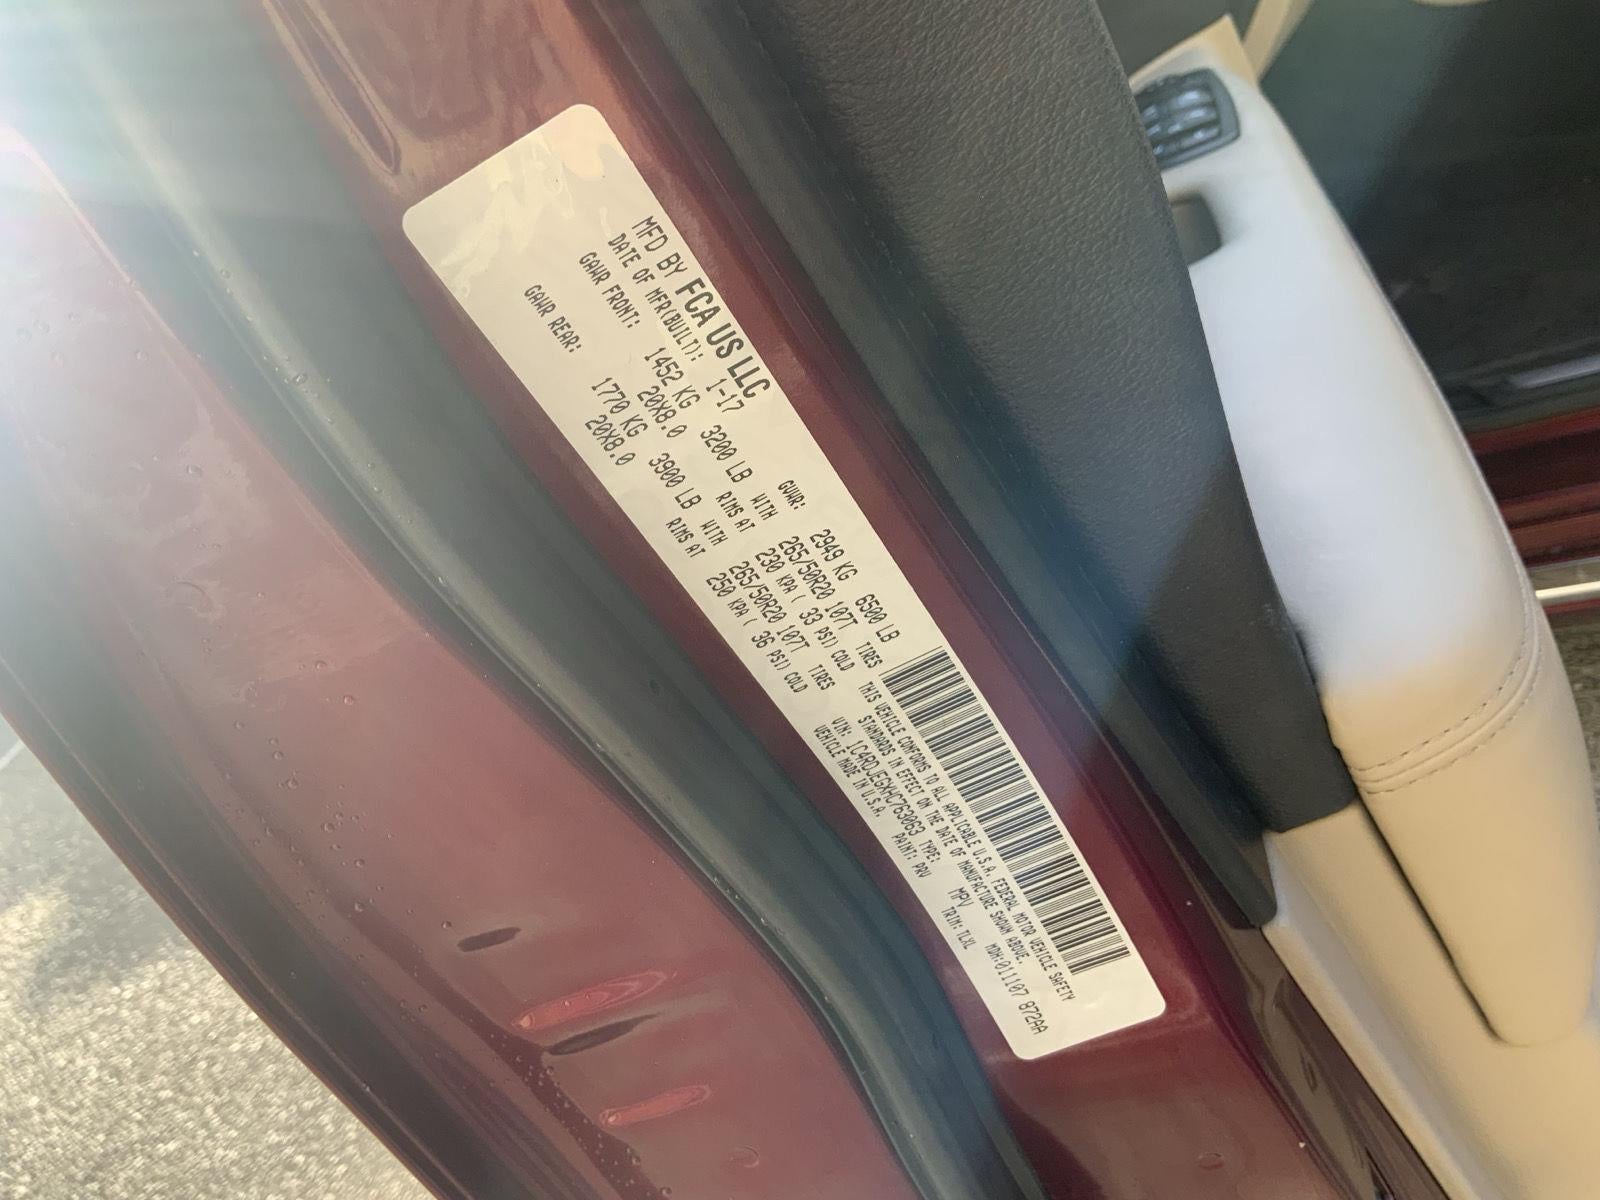 MFD BY FCA US LLC
DATE OF MFR(BUILT): 1-17 GVWR: 2949 KG 6500 LB
GAWR FRONT: 1452 KG 3200 LB WITH 265/50R20 107T TIRES
20X8.0 RIMS AT 230 KPA( 33 PSI) COLD
GAWR REAR: 1770 KG 3900 LB WITH 265/50R20 107T TIRES
20X8.0 RIMS AT 250 KPA( 36 PSI) COLD
THIS VEHICLE CONFORMS TO ALL APPLICABLE U.S.A. FEDERAL MOTOR VEHICLE SAFETY
STANDARDS IN EFFECT ON THE DATE OF MANUFACTURE SHOWN ABOVE.
VIN: 1C4RDJEGXHC763063 TYPE: MPV MDH:011107 872AA
VEHICLE MADE IN U.S.A. PAINT: PRV TRIM: TLXL